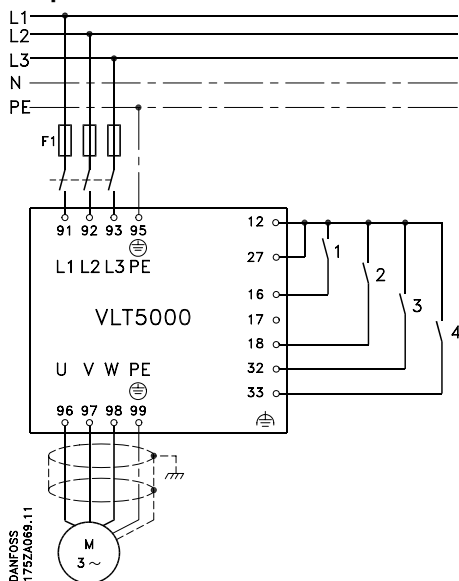 L1
L2
L3
N
PE
F1
91 92 93 95
L1 L2 L3 PE
12
27
16
17
18
32
33
1
2
3
4
VLT5000
U V W PE
96 97 98 99
M
3 ~
DANFOSS
175ZA069.11